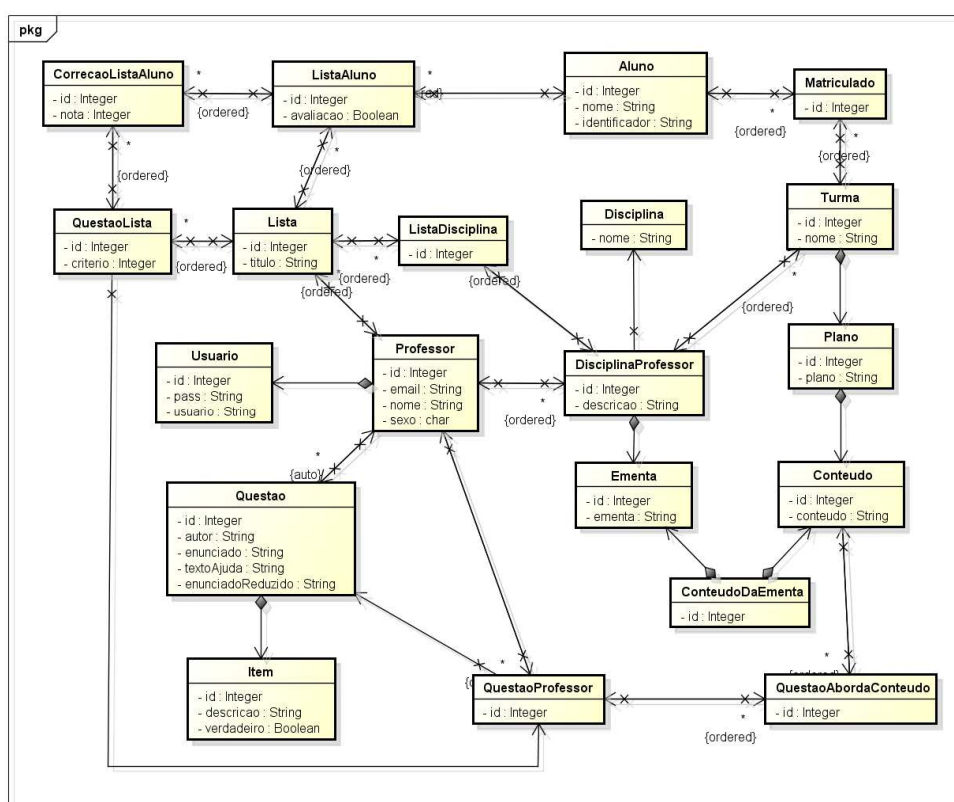 pkg
CorrecaoListaAluno
- id : Integer
- nota : Integer
*
{ordered}
ListaAluno
- id : Integer
- avaliacao : Boolean
*
Aluno
- id : Integer
- nome : String
- identificador : String
*
{ordered}
Matriculado
- id : Integer
*
{ordered}
*
{ordered}
*
{ordered}
QuestaoLista
- id : Integer
- criterio : Integer
*
{ordered}
Lista
- id : Integer
- titulo : String
*
{ordered}
*
{ordered}
ListaDisciplina
- id : Integer
*
{ordered}
Disciplina
- nome : String
Turma
- id : Integer
- nome : String
*
{ordered}
Usuario
- id : Integer
- pass : String
- usuario : String
Professor
- id : Integer
- email : String
- nome : String
- sexo : char
*
{ordered}
DisciplinaProfessor
- id : Integer
- descricao : String
Plano
- id : Integer
- plano : String
*
{auto}
Questao
- id : Integer
- autor : String
- enunciado : String
- textoAjuda : String
- enunciadoReduzido : String
Ementa
- id : Integer
- ementa : String
Conteudo
- id : Integer
- conteudo : String
ConteudoDaEmenta
- id : Integer
Item
- id : Integer
- descricao : String
- verdadeiro : Boolean
*
QuestaoProfessor
- id : Integer
*
{ordered}
*
{ordered}
QuestaoAbordaConteudo
- id : Integer